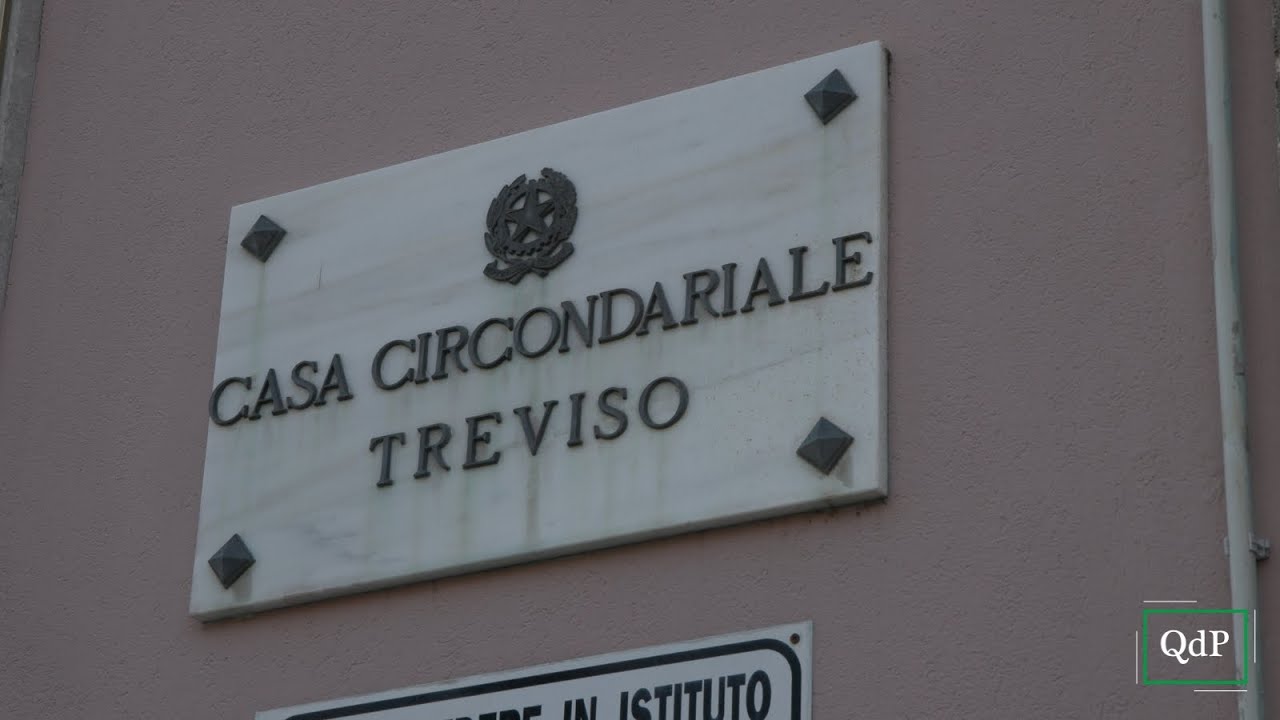 CASA CIRCONDARIALE
TREVISO
IN ISTITUTO
QdP